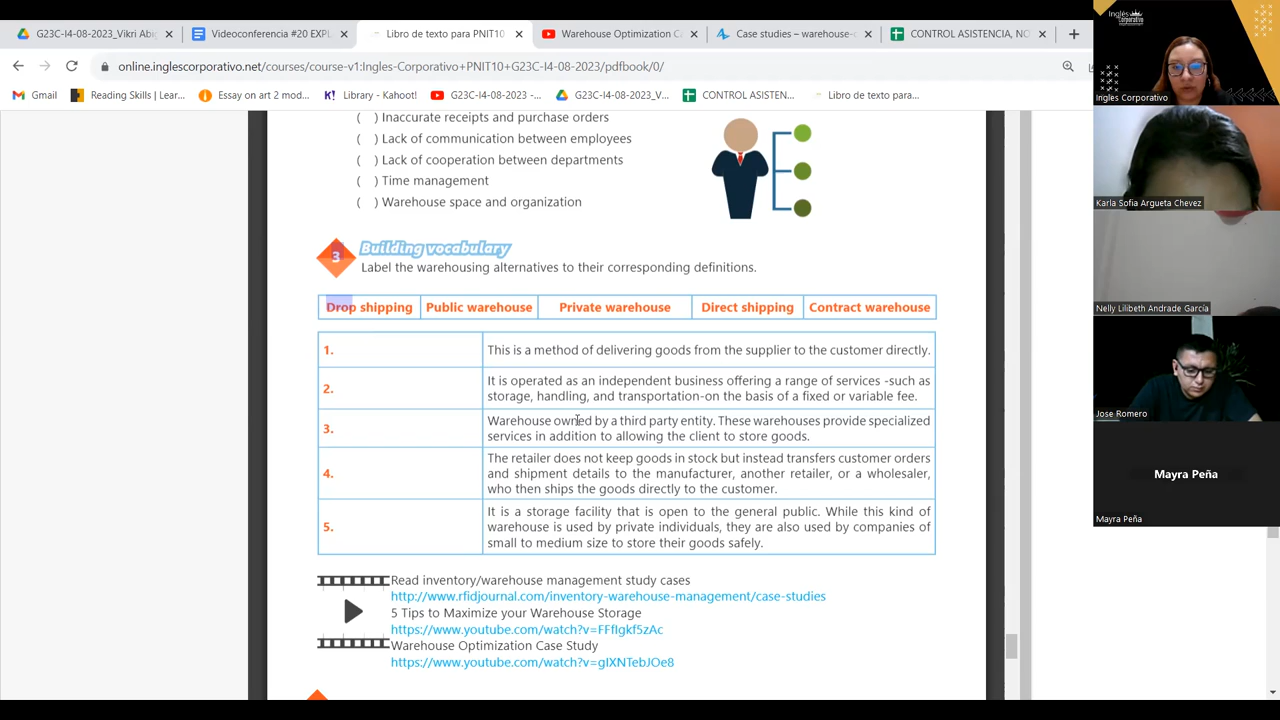 G23C-I4-08-2023_Vikri Abi
Videoconferencia #20 EXPL
Libro de texto para PNIT10
Warehouse Optimization C
Case studies – warehouse-
CONTROL ASISTENCIA, NO
online.inglescorporativo.net/courses/course-v1:Ingles-Corporativo+PNIT10+G23C-I4-08-2023/pdfbook/0/
Gmail
Reading Skills | Lear...
Essay on art 2 mod...
Library - Kahoot!
G23C-I4-08-2023 -...
G23C-I4-08-2023_V...
CONTROL ASISTEN...
Libro de texto para...
( ) Inaccurate receipts and purchase orders
( ) Lack of communication between employees
( ) Lack of cooperation between departments
( ) Time management
( ) Warehouse space and organization
3
Building vocabulary
Label the warehousing alternatives to their corresponding definitions.
Drop shipping
Public warehouse
Private warehouse
Direct shipping
Contract warehouse
1.
This is a method of delivering goods from the supplier to the customer directly.
2.
It is operated as an independent business offering a range of services -such as
storage, handling, and transportation-on the basis of a fixed or variable fee.
3.
Warehouse owned by a third party entity. These warehouses provide specialized
services in addition to allowing the client to store goods.
4.
The retailer does not keep goods in stock but instead transfers customer orders
and shipment details to the manufacturer, another retailer, or a wholesaler,
who then ships the goods directly to the customer.
5.
It is a storage facility that is open to the general public. While this kind of
warehouse is used by private individuals, they are also used by companies of
small to medium size to store their goods safely.
Read inventory/warehouse management study cases
http://www.rfidjournal.com/inventory-warehouse-management/case-studies
5 Tips to Maximize your Warehouse Storage
https://www.youtube.com/watch?v=FFfIgkf5zAc
Warehouse Optimization Case Study
https://www.youtube.com/watch?v=gIXNTebJOe8
Inglés
Corporativo
Ingles Corporativo
Karla Sofia Argueta Chevez
Nelly Lilibeth Andrade García
Jose Romero
Mayra Peña
Mayra Peña